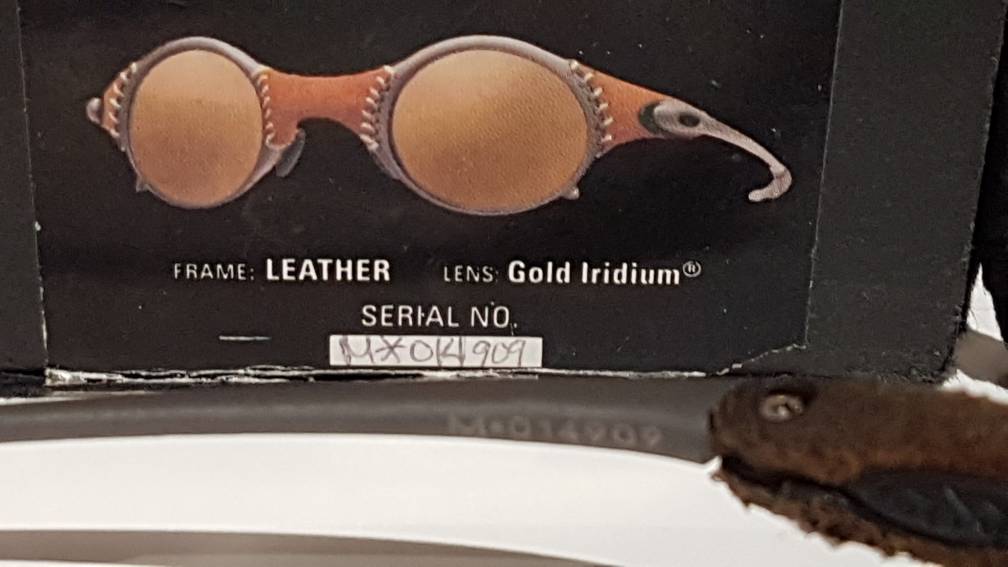 FRAME: LEATHER LENS: Gold Iridium®
SERIAL NO.
M*014909
M*014909